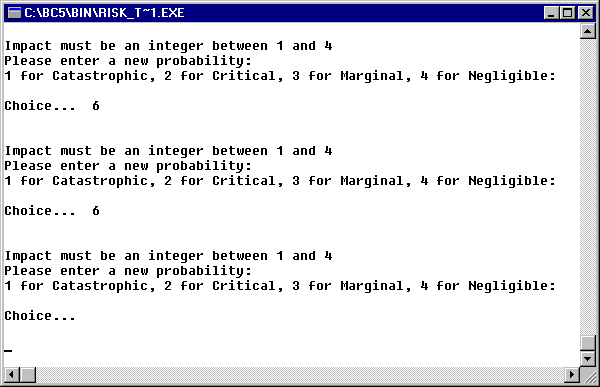 C:\BC5\BIN\RISK_T~1.EXE
Impact must be an integer between 1 and 4
Please enter a new probability:
1 for Catastrophic, 2 for Critical, 3 for Marginal, 4 for Negligible:
Choice...  6
Impact must be an integer between 1 and 4
Please enter a new probability:
1 for Catastrophic, 2 for Critical, 3 for Marginal, 4 for Negligible:
Choice...  6
Impact must be an integer between 1 and 4
Please enter a new probability:
1 for Catastrophic, 2 for Critical, 3 for Marginal, 4 for Negligible:
Choice...